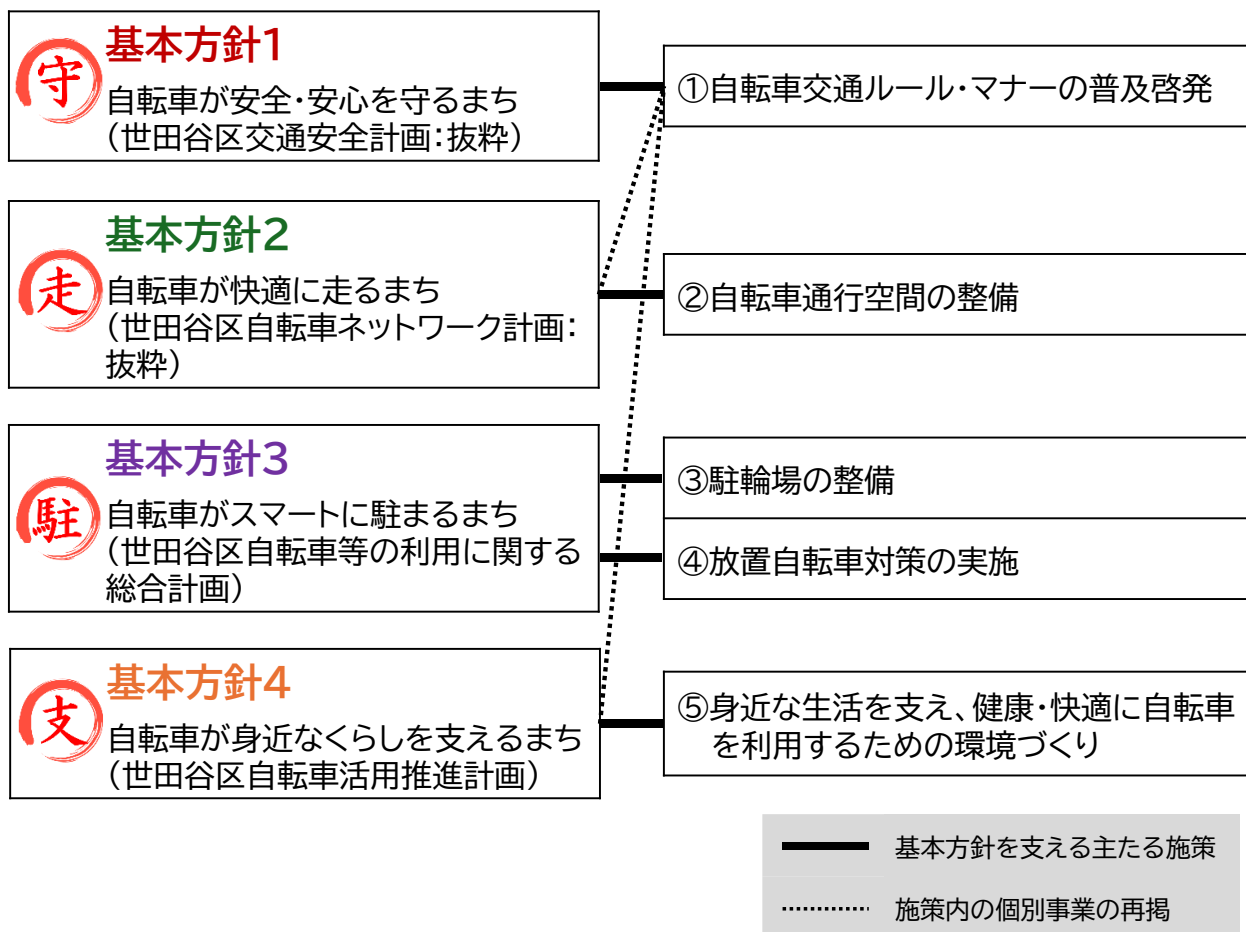 守
基本方針1
自転車が安全・安心を守るまち
(世田谷区交通安全計画:抜粋)
①自転車交通ルール・マナーの普及啓発
走
基本方針2
自転車が快適に走るまち
(世田谷区自転車ネットワーク計画:
抜粋)
②自転車通行空間の整備
駐
基本方針3
自転車がスマートに駐まるまち
(世田谷区自転車等の利用に関する
総合計画)
③駐輪場の整備
④放置自転車対策の実施
支
基本方針4
自転車が身近なくらしを支えるまち
(世田谷区自転車活用推進計画)
⑤身近な生活を支え、健康・快適に自転車
を利用するための環境づくり
基本方針を支える主たる施策
施策内の個別事業の再掲